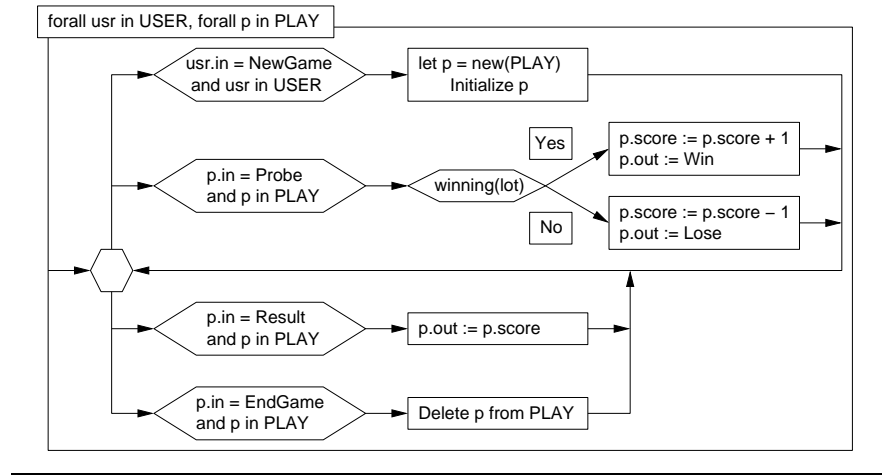 forall usr in USER, forall p in PLAY
usr.in = NewGame
and usr in USER
let p = new(PLAY)
Initialize p
p.in = Probe
and p in PLAY
winning(lot)
Yes
p.score := p.score + 1
p.out := Win
No
p.score := p.score − 1
p.out := Lose
p.in = Result
and p in PLAY
p.out := p.score
p.in = EndGame
and p in PLAY
Delete p from PLAY